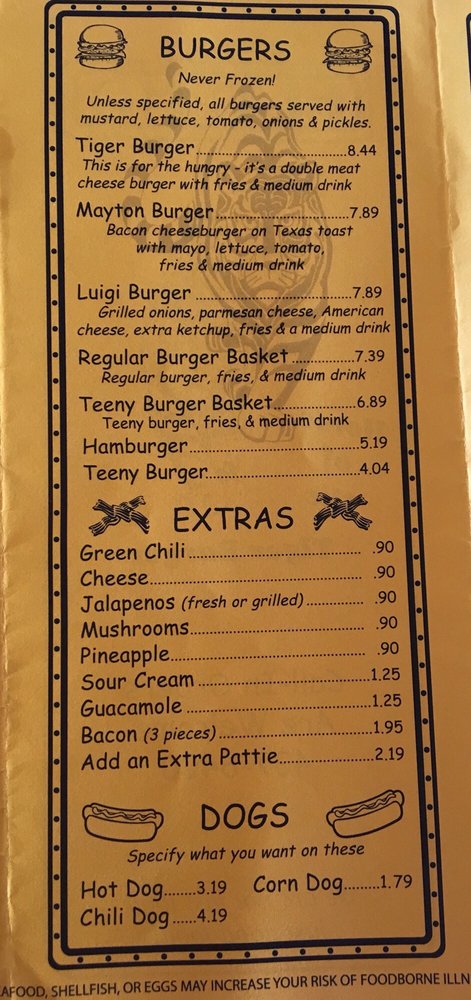 BURGERS
Never Frozen!
Unless specified, all burgers served with
mustard, lettuce, tomato, onions & pickles.
Tiger Burger..........8.44
This is for the hungry - it's a double meat
cheese burger with fries & medium drink
Mayton Burger..........7.89
Bacon cheeseburger on Texas toast
with mayo, lettuce, tomato,
fries & medium drink
Luigi Burger..........7.89
Grilled onions, parmesan cheese, American
cheese, extra ketchup, fries & a medium drink
Regular Burger Basket..........7.39
Regular burger, fries, & medium drink
Teeny Burger Basket..........6.89
Teeny burger, fries, & medium drink
Hamburger..........5.19
Teeny Burger..........4.04
EXTRAS
Green Chili.......... .90
Cheese.......... .90
Jalapenos (fresh or grilled).......... .90
Mushrooms.......... .90
Pineapple.......... .90
Sour Cream..........1.25
Guacamole..........1.25
Bacon (3 pieces)..........1.95
Add an Extra Pattie..........2.19
DOGS
Specify what you want on these
Hot Dog........3.19 Corn Dog.........1.79
Chili Dog......4.19
SHELLFISH, OR EGGS MAY INCREASE YOUR RISK OF FOODBORNE